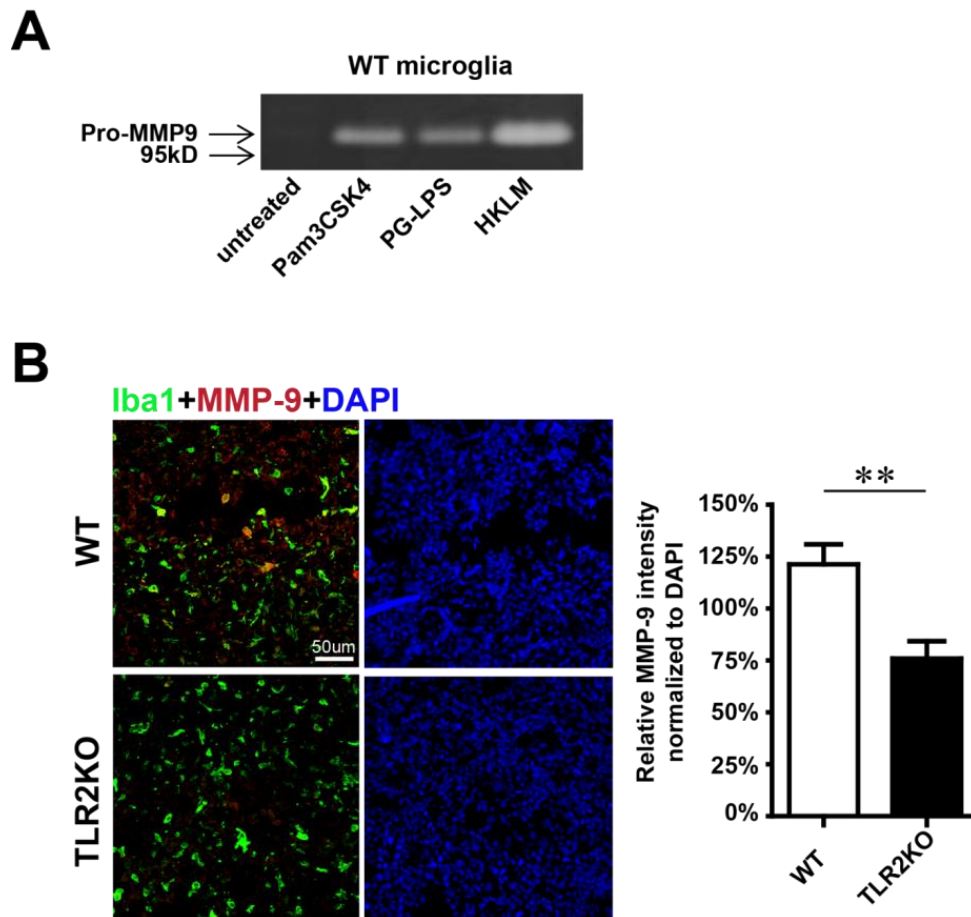 A
WT microglia
Pro-MMP9
95kD
untreated
Pam3CSK4
PG-LPS
HKLM
B
Iba1+MMP-9+DAPI
WT
50um
TLR2KO
Relative MMP-9 intensity
normalized to DAPI
**
150%
125%
100%
75%
50%
25%
0%
WT
TLR2KO